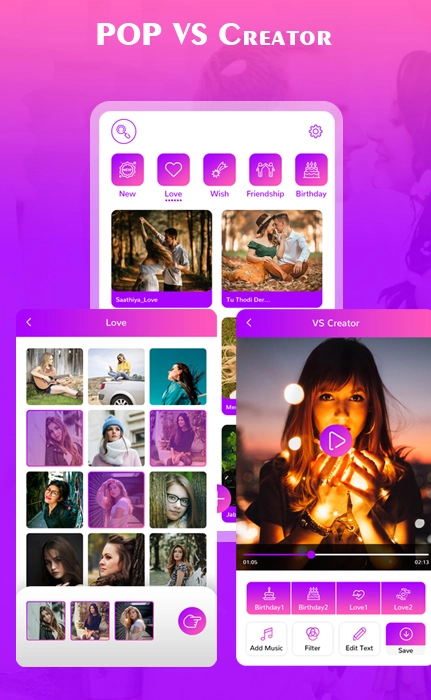 POP VS Creator
New
Love
Wish
Friendship
Birthday
Saathiya_Love
Tu Thodi Der...
Love
VS Creator
01:05
02:13
Birthday1
Birthday2
Love1
Love2
Add Music
Filter
Edit Text
Save